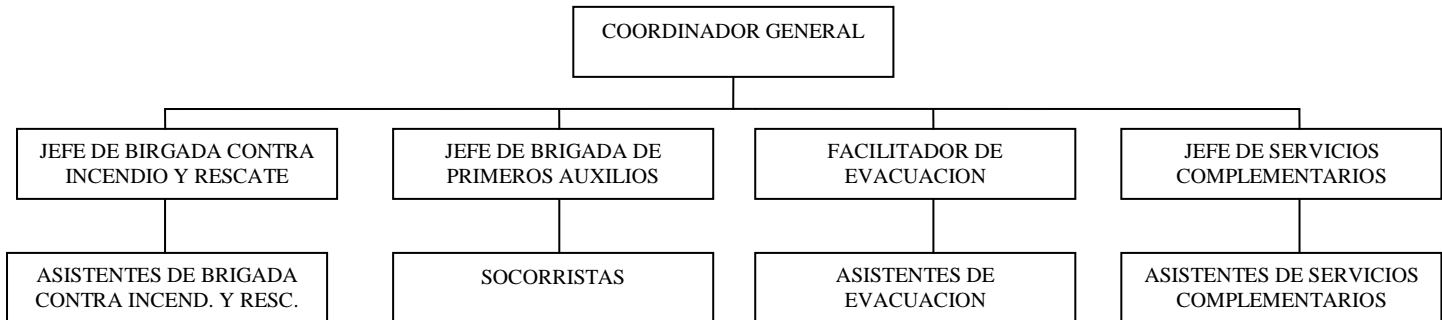 COORDINADOR GENERAL
JEFE DE BIRGADA CONTRA
INCENDIO Y RESCATE
JEFE DE BRIGADA DE
PRIMEROS AUXILIOS
FACILITADOR DE
EVACUACION
JEFE DE SERVICIOS
COMPLEMENTARIOS
ASISTENTES DE BRIGADA
CONTRA INCEND. Y RESC.
SOCORRISTAS
ASISTENTES DE
EVACUACION
ASISTENTES DE SERVICIOS
COMPLEMENTARIOS